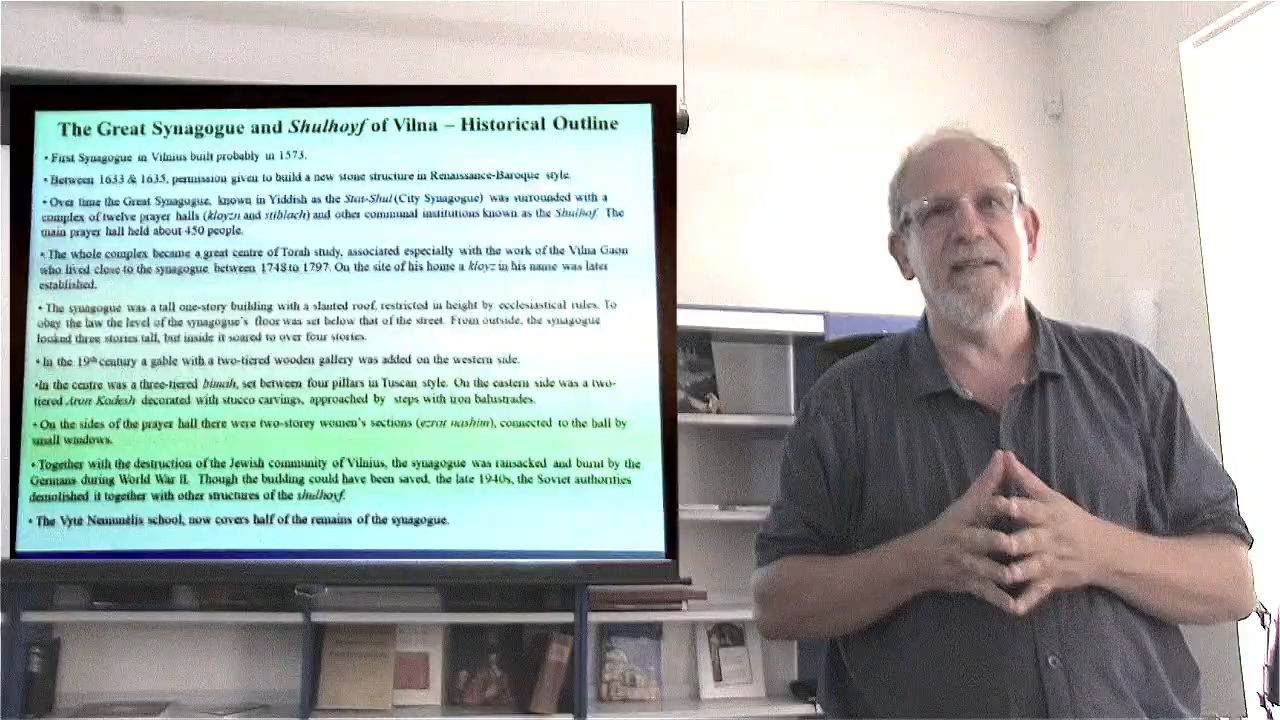 The Great Synagogue and Shulhoyf of Vilna – Historical Outline
• First Synagogue in Vilnius built probably in 1573.
• Between 1633 & 1635, permission given to build a new stone structure in Renaissance-Baroque style.
• Over time the Great Synagogue, known in Yiddish as the Stat-Shul (City Synagogue) was surrounded with a
complex of twelve prayer halls (kloyzn and stiblach) and other communal institutions known as the Shulhof. The
main prayer hall held about 450 people.
• The whole complex became a great centre of Torah study, associated especially with the work of the Vilna Gaon
who lived close to the synagogue between 1748 to 1797. On the site of his home a kloyz in his name was later
established.
• The synagogue was a tall one-story building with a slanted roof, restricted in height by ecclesiastical rules. To
obey the law the level of the synagogue's floor was set below that of the street. From outside, the synagogue
looked three stories tall, but inside it soared to over four stories.
• In the 19th century a gable with a two-tiered wooden gallery was added on the western side.
•In the centre was a three-tiered bimah, set between four pillars in Tuscan style. On the eastern side was a two-
tiered Aron Kodesh decorated with stucco carvings, approached by steps with iron balustrades.
• On the sides of the prayer hall there were two-storey women's sections (ezrat nashim), connected to the hall by
small windows.
• Together with the destruction of the Jewish community of Vilnius, the synagogue was ransacked and burnt by the
Germans during World War II. Though the building could have been saved, the late 1940s, the Soviet authorities
demolished it together with other structures of the shulhoyf.
• The Vytė Nemunėlis school, now covers half of the remains of the synagogue.